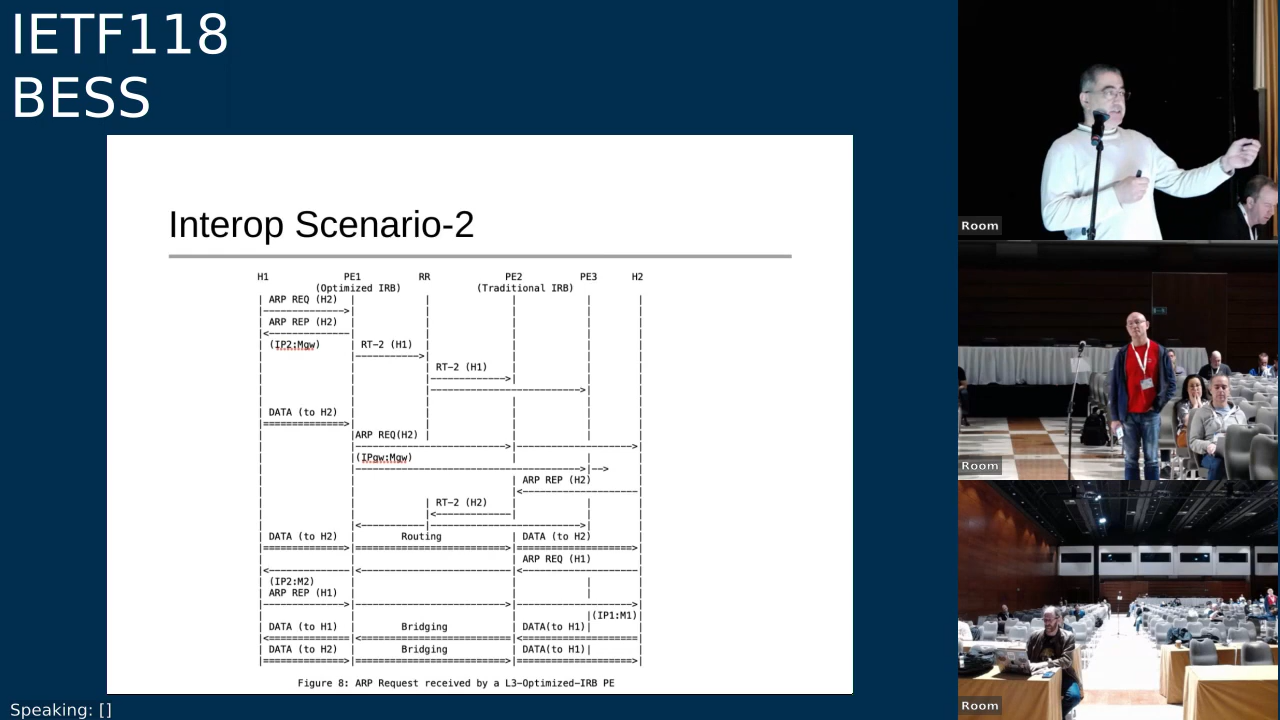 IETF118
BESS
Interop Scenario-2
H1 PE1 RR PE2 PE3 H2
(Optimized IRB) (Traditional IRB)
ARP REQ (H2)
ARP REP (H2)
(IP2:Mgw) RT-2 (H1)
RT-2 (H1)
DATA (to H2)
ARP REQ(H2)
(IPgw:Mgw)
ARP REP (H2)
RT-2 (H2)
DATA (to H2) Routing DATA (to H2)
ARP REQ (H1)
(IP2:M2)
ARP REP (H1)
(IP1:M1)
DATA (to H1) Bridging DATA(to H1)
DATA (to H2) Bridging DATA(to H1)
Figure 8: ARP Request received by a L3-Optimized-IRB PE
Room
Room
Room
Speaking: []